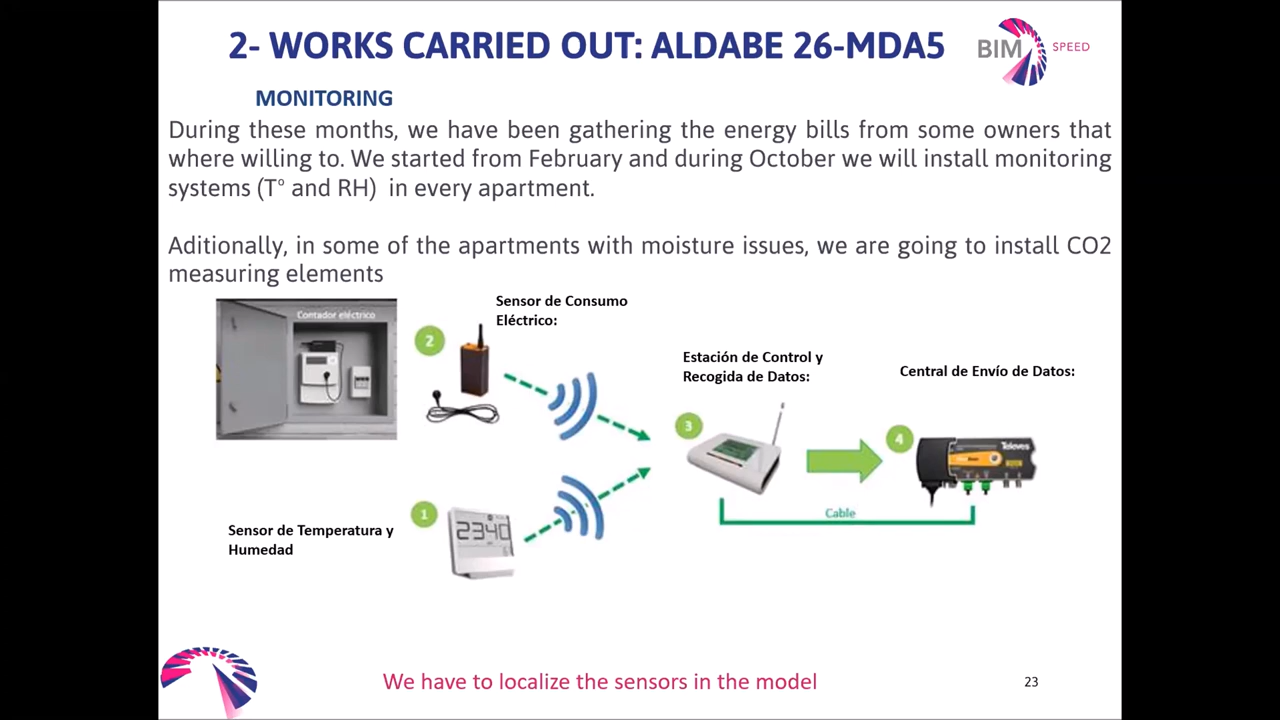 2- WORKS CARRIED OUT: ALDABE 26-MDA5
BIM SPEED
MONITORING
During these months, we have been gathering the energy bills from some owners that
where willing to. We started from February and during October we will install monitoring
systems (Tº and RH) in every apartment.
Aditionally, in some of the apartments with moisture issues, we are going to install CO2
measuring elements
Contador eléctrico
2
Sensor de Consumo
Eléctrico:
Estación de Control y
Recogida de Datos:
Central de Envío de Datos:
3
4
Televes
Cable
1
2340
Sensor de Temperatura y
Humedad
We have to localize the sensors in the model
23